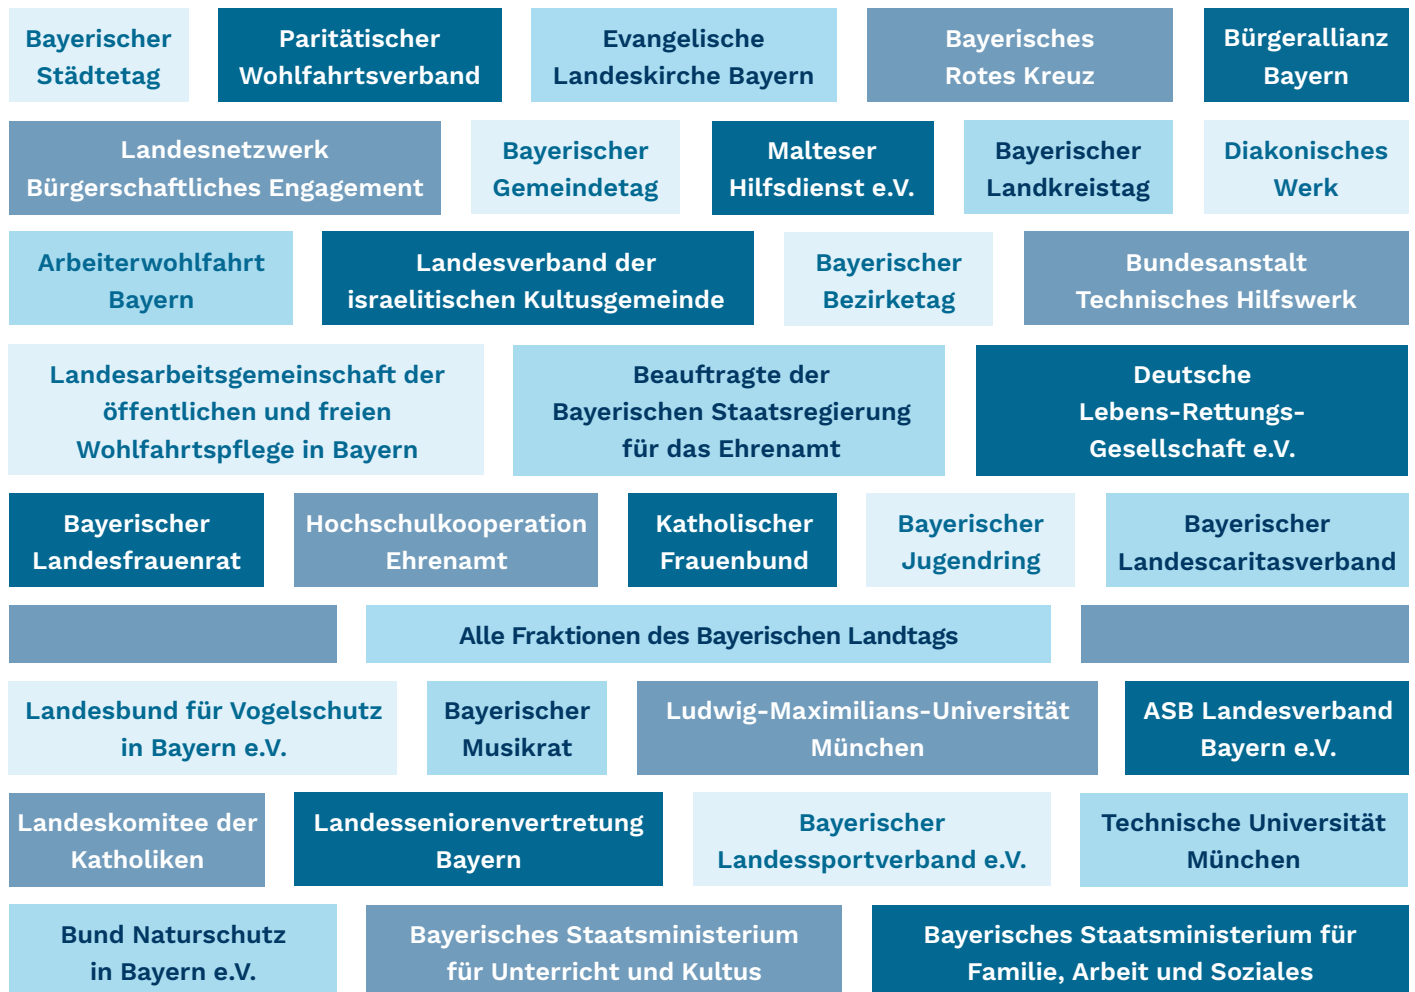 Bayerischer
Städtetag
Paritätischer
Wohlfahrtsverband
Evangelische
Landeskirche Bayern
Bayerisches
Rotes Kreuz
Bürgerallianz
Bayern
Landesnetzwerk
Bürgerschaftliches Engagement
Bayerischer
Gemeindetag
Malteser
Hilfsdienst e.V.
Bayerischer
Landkreistag
Diakonisches
Werk
Arbeiterwohlfahrt
Bayern
Landesverband der
israelitischen Kultusgemeinde
Bayerischer
Bezirketag
Bundesanstalt
Technisches Hilfswerk
Landesarbeitsgemeinschaft der
öffentlichen und freien
Wohlfahrtspflege in Bayern
Beauftragte der
Bayerischen Staatsregierung
für das Ehrenamt
Deutsche
Lebens-Rettungs-
Gesellschaft e.V.
Bayerischer
Landesfrauenrat
Hochschulkooperation
Ehrenamt
Katholischer
Frauenbund
Bayerischer
Jugendring
Bayerischer
Landescaritasverband
Alle Fraktionen des Bayerischen Landtags
Landesbund für Vogelschutz
in Bayern e.V.
Bayerischer
Musikrat
Ludwig-Maximilians-Universität
München
ASB Landesverband
Bayern e.V.
Landeskomitee der
Katholiken
Landesseniorenvertretung
Bayern
Bayerischer
Landessportverband e.V.
Technische Universität
München
Bund Naturschutz
in Bayern e.V.
Bayerisches Staatsministerium
für Unterricht und Kultus
Bayerisches Staatsministerium für
Familie, Arbeit und Soziales